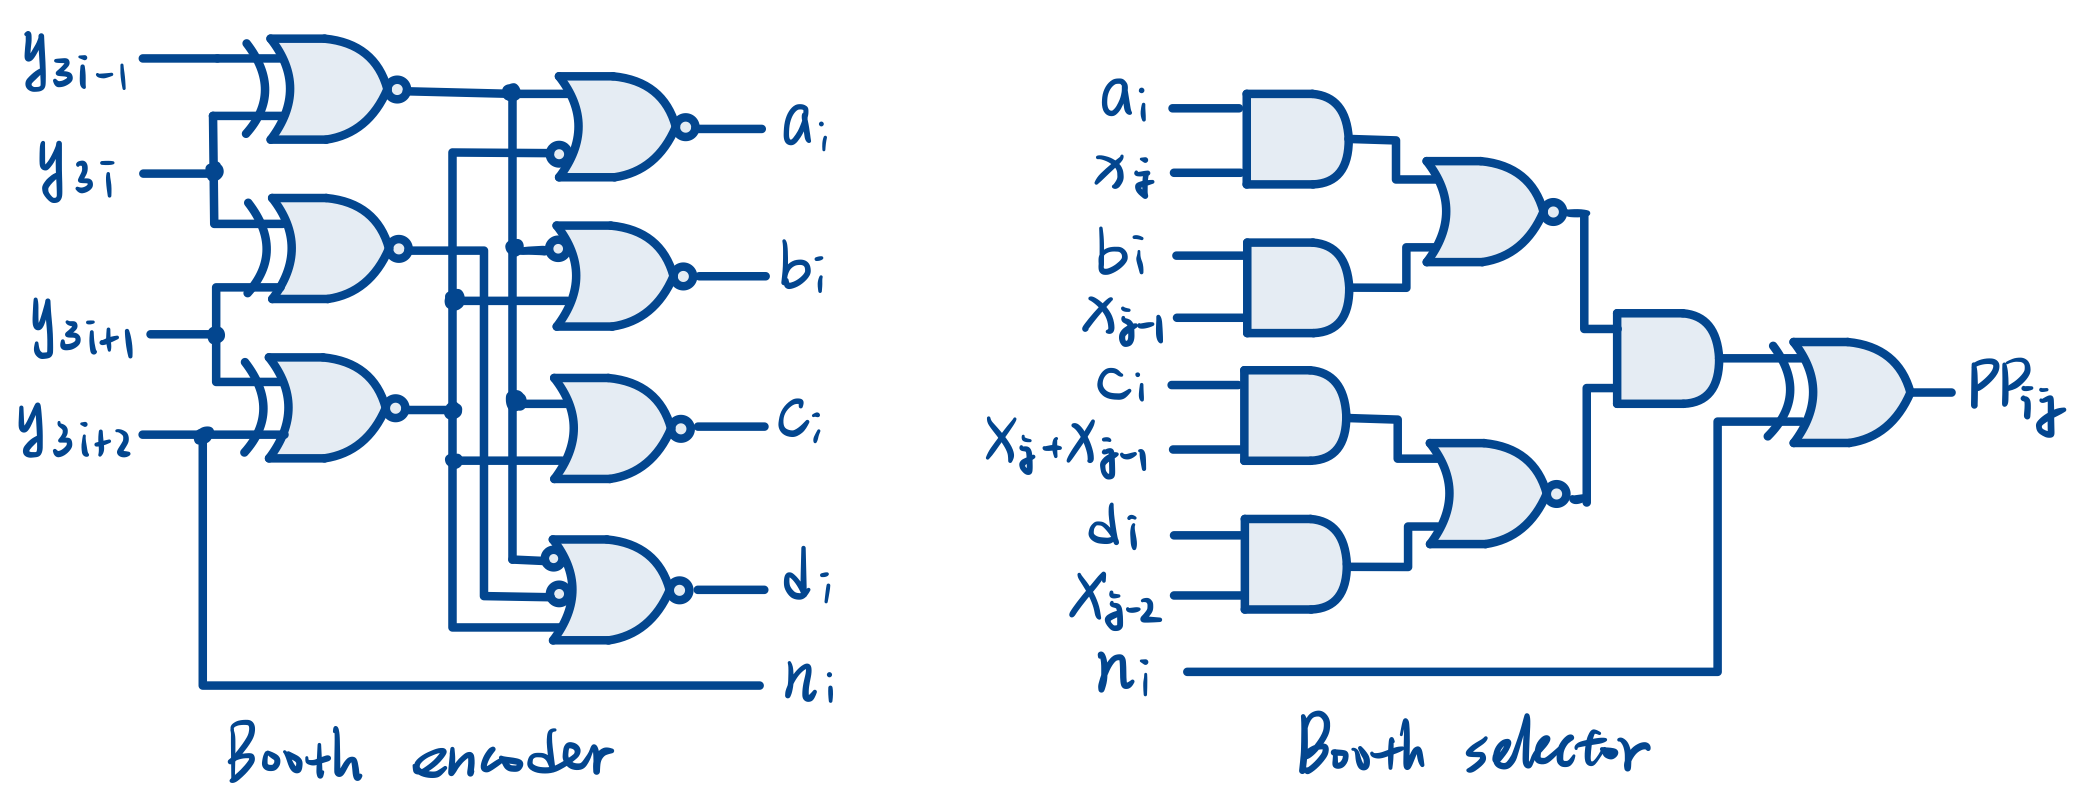 y3i-1
y3i
y3i+1
y3i+2
ai
bi
ci
di
ni
Booth encoder
ai
xj
bi
xj-1
ci
xj+xj-1
di
xj-2
ni
PPij
Booth selector